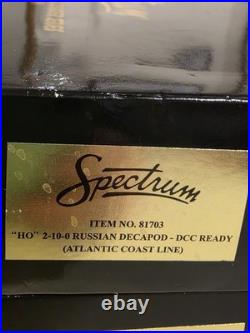 Spectrum
ITEM NO. 81703
"HO" 2-10-0 RUSSIAN DECAPOD - DCC READY
(ATLANTIC COAST LINE)